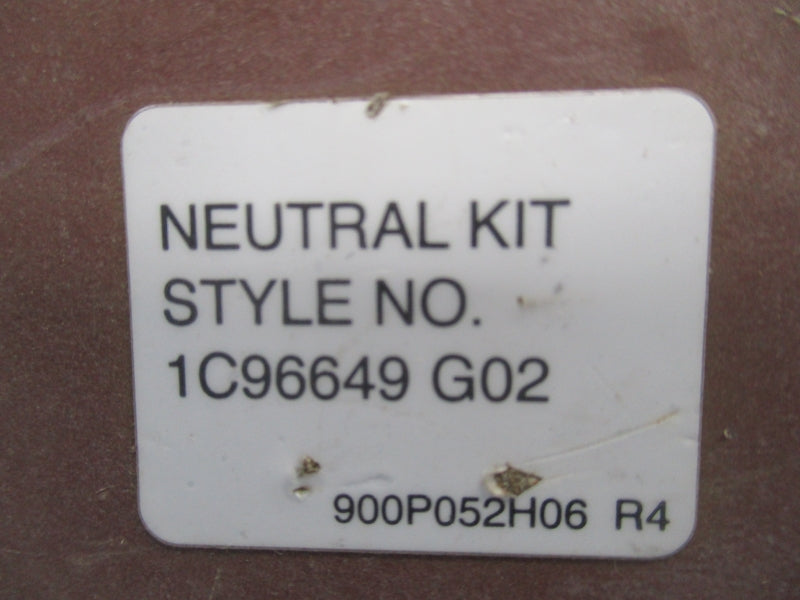 NEUTRAL KIT
STYLE NO.
1C96649 G02
900P052H06 R4